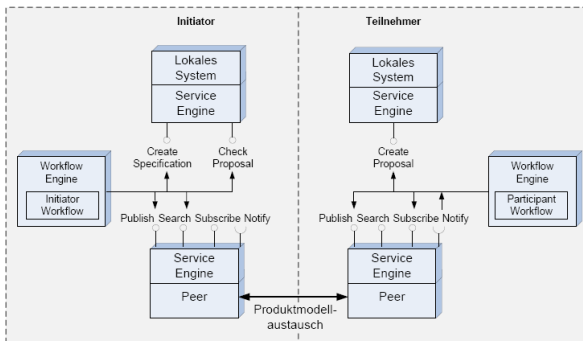 Initiator
Teilnehmer
Lokales
System
Service
Engine
Lokales
System
Service
Engine
Create
Specification
Check
Proposal
Create
Proposal
Workflow
Engine
Initiator
Workflow
Workflow
Engine
Participant
Workflow
Publish Search Subscribe Notify
Publish Search Subscribe Notify
Service
Engine
Peer
Service
Engine
Peer
Produktmodell-
austausch